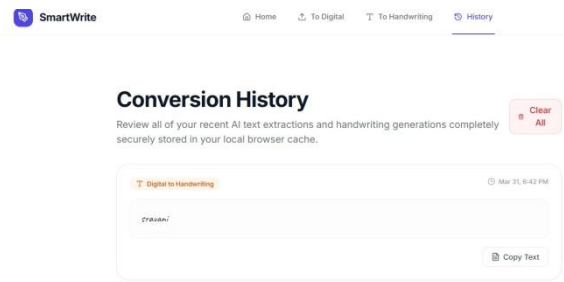 SmartWrite
Home
To Digital
To Handwriting
History
Conversion History
Clear All
Review all of your recent AI text extractions and handwriting generations completely
securely stored in your local browser cache.
Digital to Handwriting
Mar 31, 6:42 PM
sravani
Copy Text